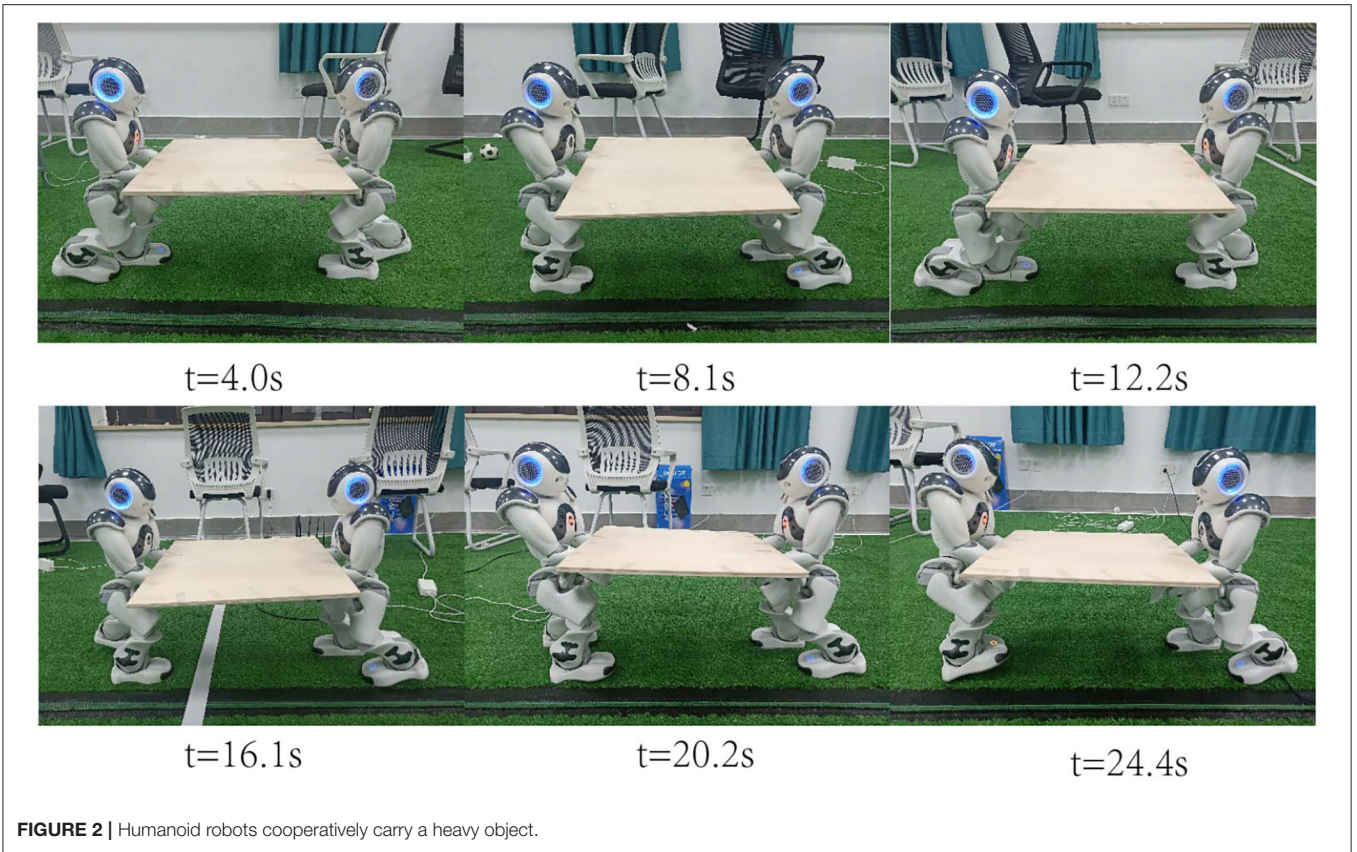 t=4.0s
t=8.1s
t=12.2s
t=16.1s
t=20.2s
t=24.4s
FIGURE 2 | Humanoid robots cooperatively carry a heavy object.